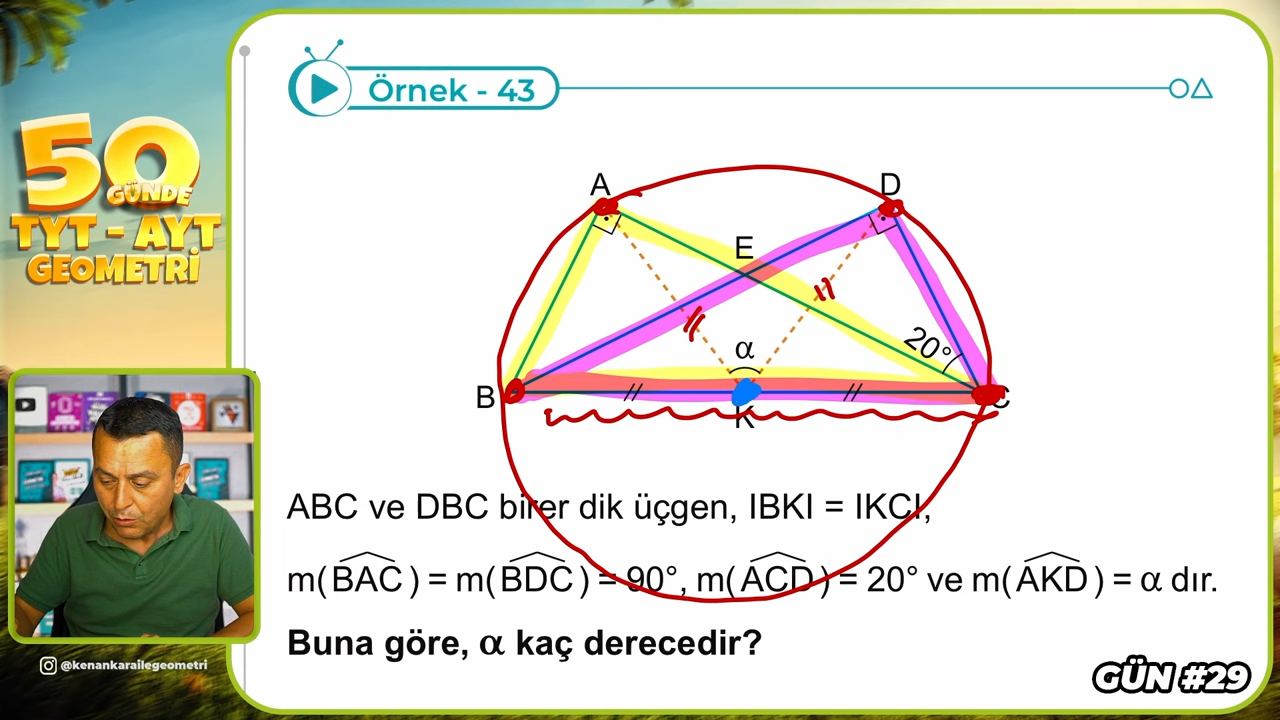 Örnek - 43
50
GÜNDE
TYT - AYT
GEOMETRİ
A
D
E
20°
α
B
C
K
ABC ve DBC birer dik üçgen, IBKI = IKCI,
m(BAC) = m(BDC) = 90°, m(ACD) = 20° ve m(AKD) = α dır.
Buna göre, α kaç derecedir?
@kenankarailegeometri
GÜN #29